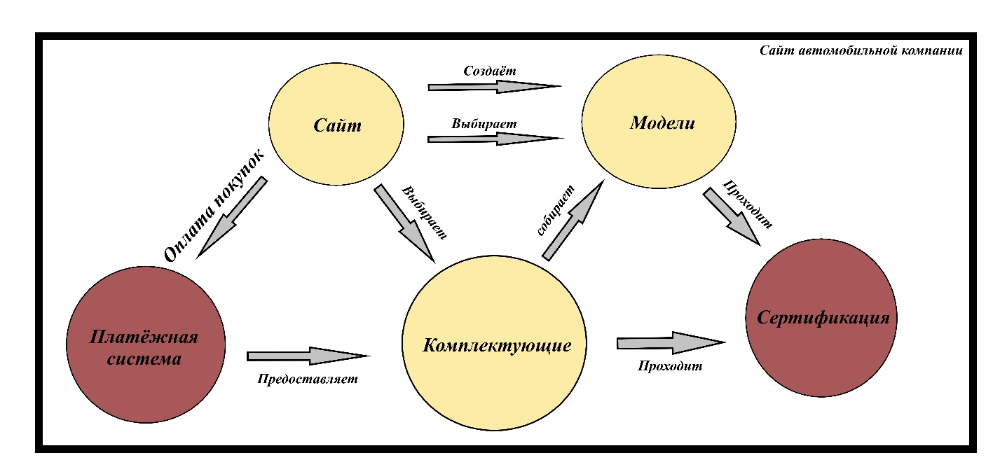 Сайт автомобильной компании
Создаёт
Сайт
Выбирает
Модели
Оплата покупок
Выбирает
собирает
Проходит
Платёжная
система
Предоставляет
Комплектующие
Проходит
Сертификация